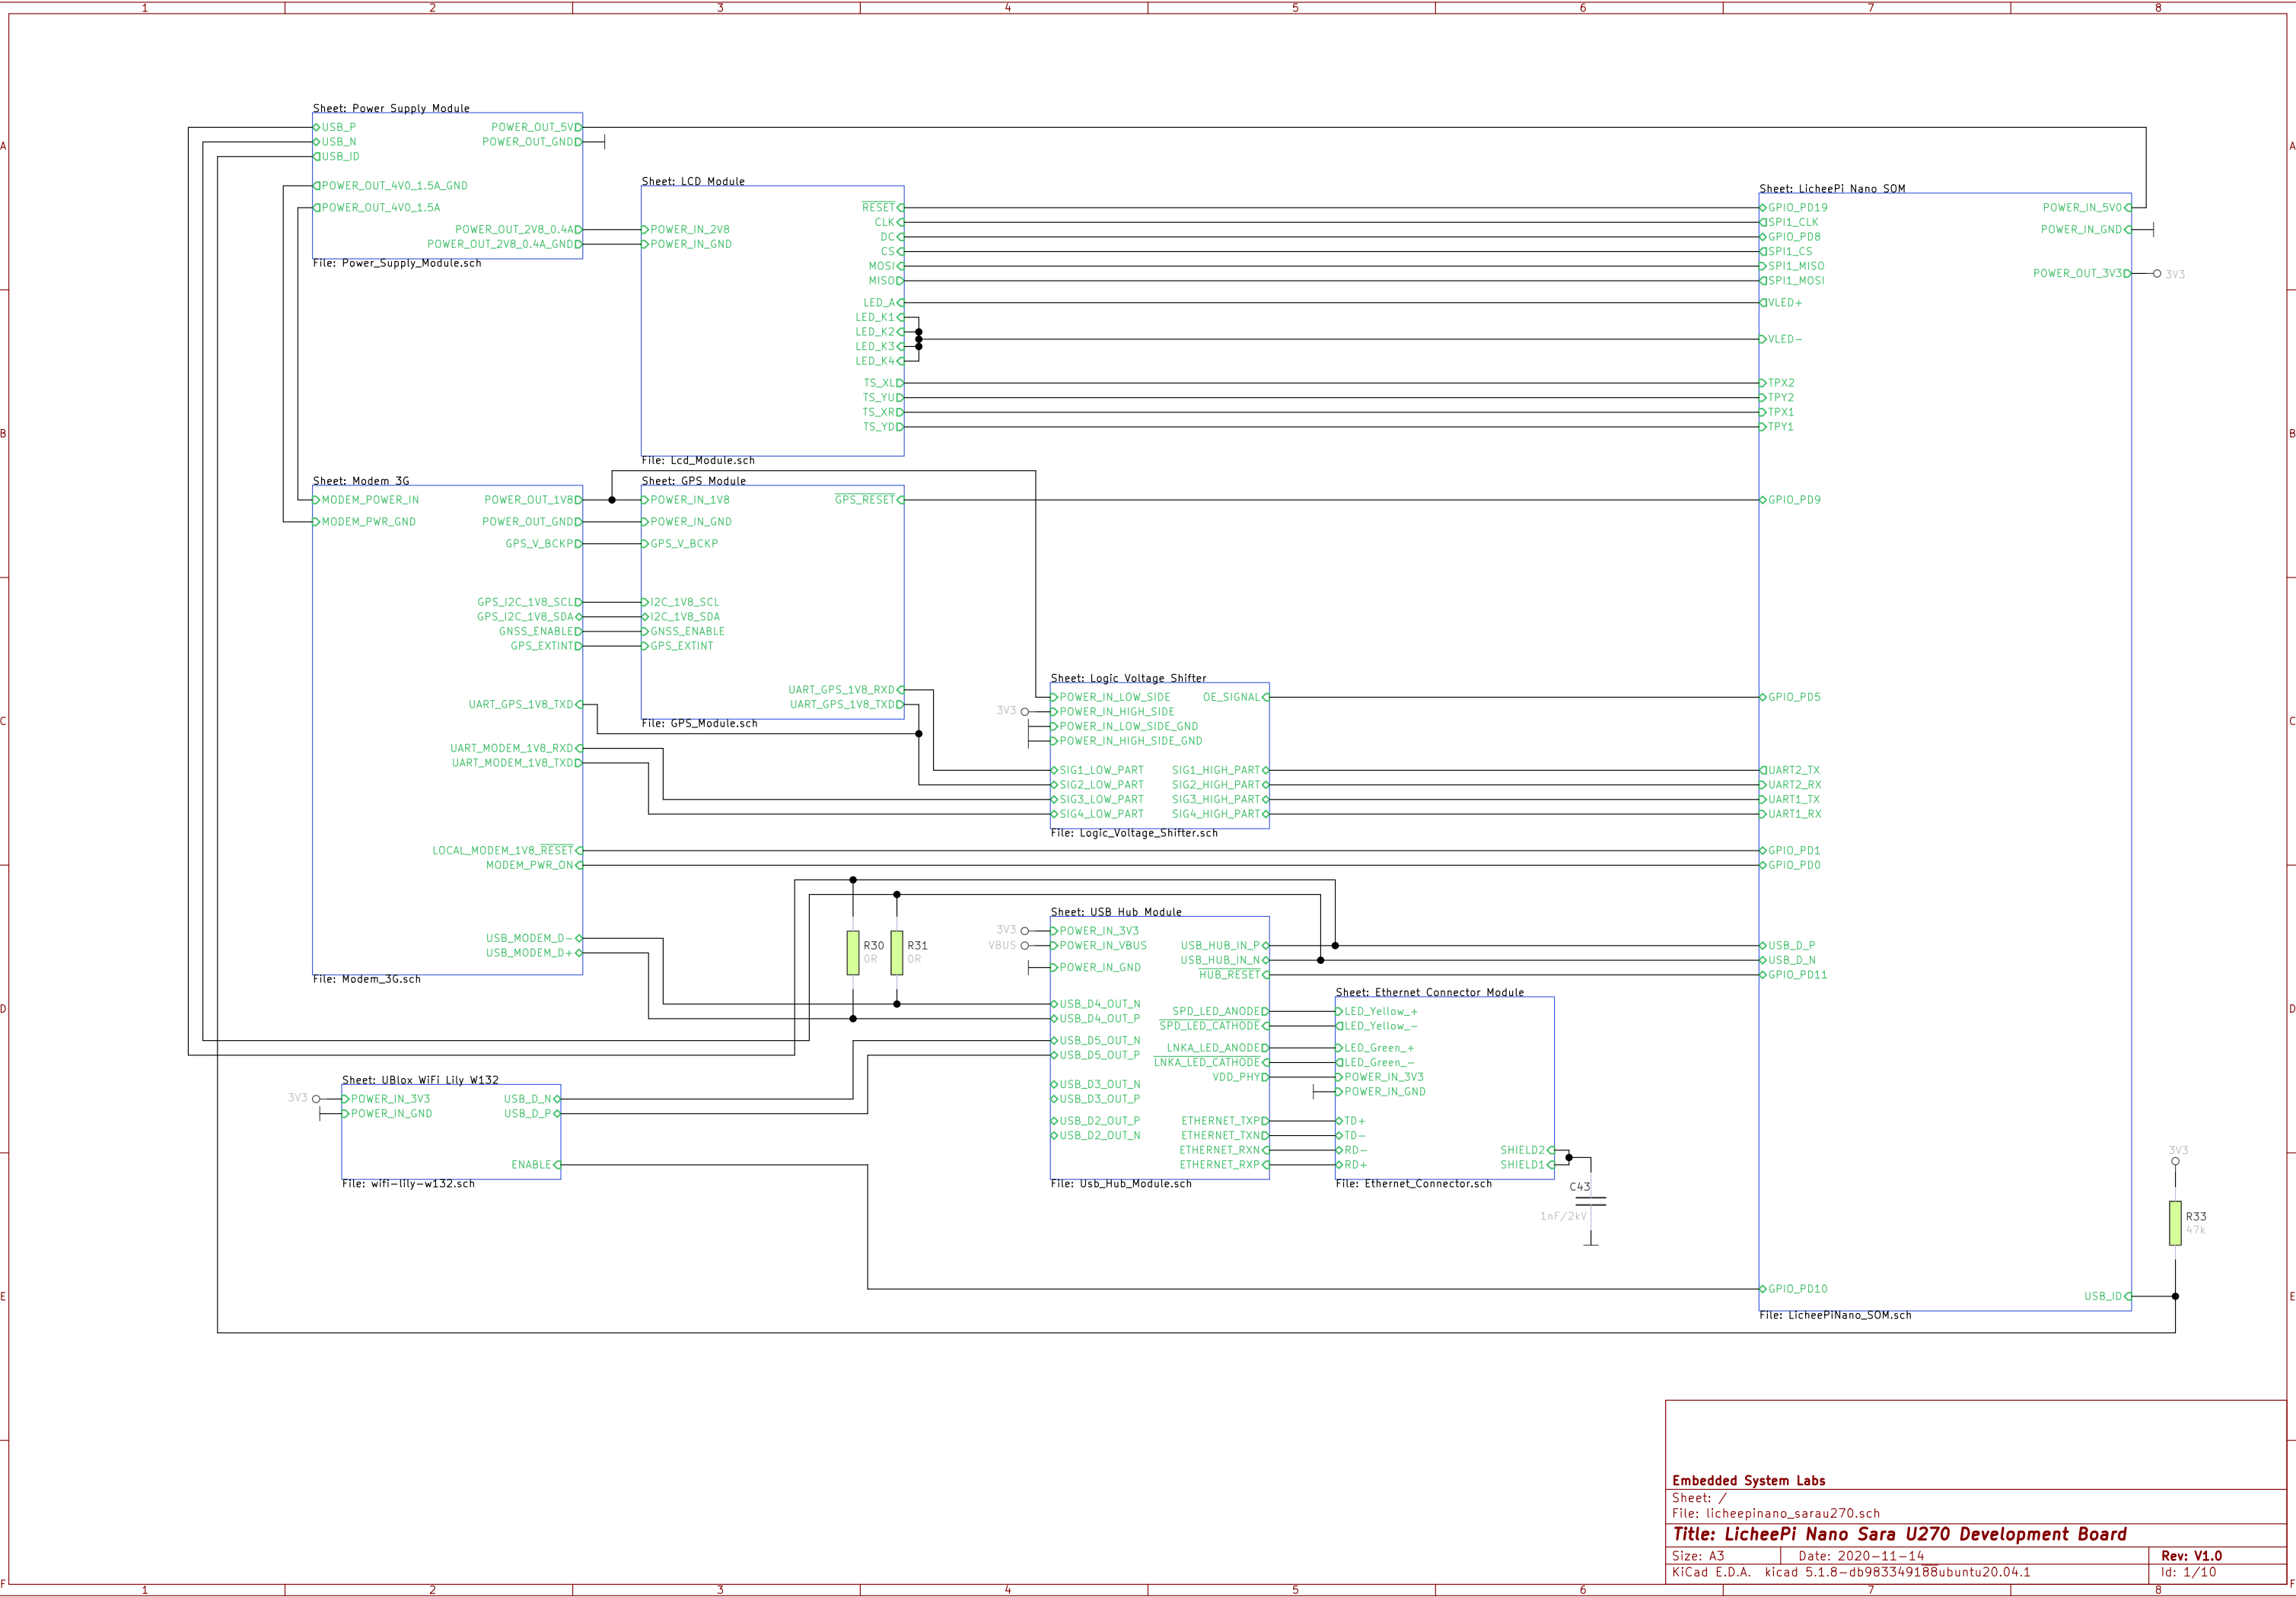 1 2 3 4 5 6 7 8
A A
B B
C C
D D
E E
F F
Sheet: Power Supply Module
USB_P POWER_OUT_5V
USB_N POWER_OUT_GND
USB_ID
POWER_OUT_4V0_1.5A_GND
POWER_OUT_4V0_1.5A
POWER_OUT_2V8_0.4A
POWER_OUT_2V8_0.4A_GND
File: Power_Supply_Module.sch
Sheet: LCD Module
RESET
CLK
POWER_IN_2V8 DC
POWER_IN_GND CS
MOSI
MISO
LED_A
LED_K1
LED_K2
LED_K3
LED_K4
TS_XL
TS_YU
TS_XR
TS_YD
File: Lcd_Module.sch
Sheet: LicheePi Nano SOM
GPIO_PD19 POWER_IN_5V0
SPI1_CLK POWER_IN_GND
GPIO_PD8
SPI1_CS
SPI1_MISO POWER_OUT_3V3 3V3
SPI1_MOSI
VLED+
VLED-
TPX2
TPY2
TPX1
TPY1
GPIO_PD9
GPIO_PD5
UART2_TX
UART2_RX
UART1_TX
UART1_RX
GPIO_PD1
GPIO_PD0
USB_D_P
USB_D_N
GPIO_PD11
GPIO_PD10 USB_ID
File: LicheePiNano_SOM.sch
Sheet: Modem 3G
MODEM_POWER_IN POWER_OUT_1V8
MODEM_PWR_GND POWER_OUT_GND
GPS_V_BCKP
GPS_I2C_1V8_SCL
GPS_I2C_1V8_SDA
GNSS_ENABLE
GPS_EXTINT
UART_GPS_1V8_TXD
UART_MODEM_1V8_RXD
UART_MODEM_1V8_TXD
LOCAL_MODEM_1V8_RESET
MODEM_PWR_ON
USB_MODEM_D-
USB_MODEM_D+
File: Modem_3G.sch
Sheet: GPS Module
POWER_IN_1V8 GPS_RESET
POWER_IN_GND
GPS_V_BCKP
I2C_1V8_SCL
I2C_1V8_SDA
GNSS_ENABLE
GPS_EXTINT
UART_GPS_1V8_RXD
UART_GPS_1V8_TXD
File: GPS_Module.sch
Sheet: Logic Voltage Shifter
POWER_IN_LOW_SIDE OE_SIGNAL
3V3 POWER_IN_HIGH_SIDE
POWER_IN_LOW_SIDE_GND
POWER_IN_HIGH_SIDE_GND
SIG1_LOW_PART SIG1_HIGH_PART
SIG2_LOW_PART SIG2_HIGH_PART
SIG3_LOW_PART SIG3_HIGH_PART
SIG4_LOW_PART SIG4_HIGH_PART
File: Logic_Voltage_Shifter.sch
R30 R31
0R 0R
Sheet: USB Hub Module
3V3 POWER_IN_3V3
VBUS POWER_IN_VBUS USB_HUB_IN_P
USB_HUB_IN_N
POWER_IN_GND HUB_RESET
USB_D4_OUT_N SPD_LED_ANODE
USB_D4_OUT_P SPD_LED_CATHODE
USB_D5_OUT_N LNKA_LED_ANODE
USB_D5_OUT_P LNKA_LED_CATHODE
VDD_PHY
USB_D3_OUT_N
USB_D3_OUT_P
USB_D2_OUT_P ETHERNET_TXP
USB_D2_OUT_N ETHERNET_TXN
ETHERNET_RXN
ETHERNET_RXP
File: Usb_Hub_Module.sch
Sheet: Ethernet Connector Module
LED_Yellow_+
LED_Yellow_-
LED_Green_+
LED_Green_-
POWER_IN_3V3
POWER_IN_GND
TD+
TD-
RD- SHIELD2
RD+ SHIELD1
File: Ethernet_Connector.sch
C43
1nF/2kV
Sheet: UBlox WiFi Lily W132
3V3 POWER_IN_3V3 USB_D_N
POWER_IN_GND USB_D_P
ENABLE
File: wifi-lily-w132.sch
3V3
R33
47k
Embedded System Labs
Sheet: /
File: licheepinano_sarau270.sch
Title: LicheePi Nano Sara U270 Development Board
Size: A3 Date: 2020-11-14 Rev: V1.0
KiCad E.D.A. kicad 5.1.8-db983349188ubuntu20.04.1 Id: 1/10
1 2 3 4 5 6 7 8